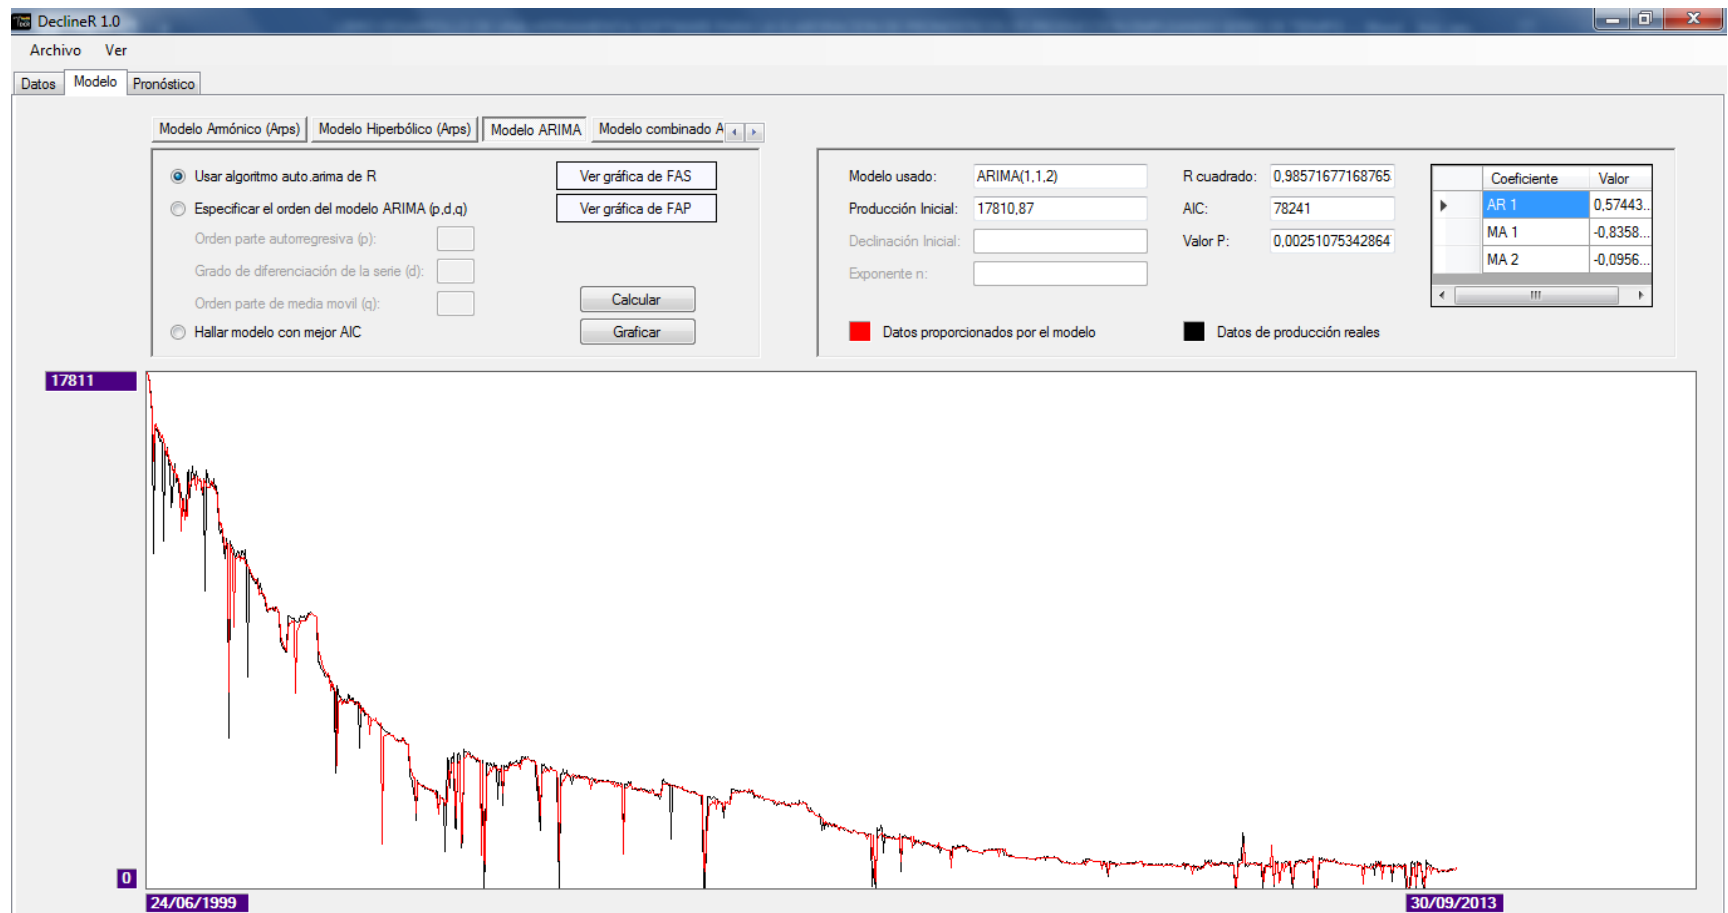 DeclineR 1.0
Archivo Ver
Datos Modelo Pronóstico
Modelo Armónico (Arps) Modelo Hiperbólico (Arps) Modelo ARIMA Modelo combinado A
Usar algoritmo auto.arima de R
Ver gráfica de FAS
Especificar el orden del modelo ARIMA (p,d,q)
Ver gráfica de FAP
Orden parte autorregresiva (p):
Grado de diferenciación de la serie (d):
Orden parte de media movil (q):
Calcular
Hallar modelo con mejor AIC
Graficar
Modelo usado: ARIMA(1,1,2)
R cuadrado: 0,98571677168765
Producción Inicial: 17810,87
AIC: 78241
Declinación Inicial:
Valor P: 0,00251075342864
Exponente n:
Coeficiente Valor
AR 1 0,57443...
MA 1 -0,8358...
MA 2 -0,0956...
Datos proporcionados por el modelo
Datos de producción reales
17811
0
24/06/1999
30/09/2013